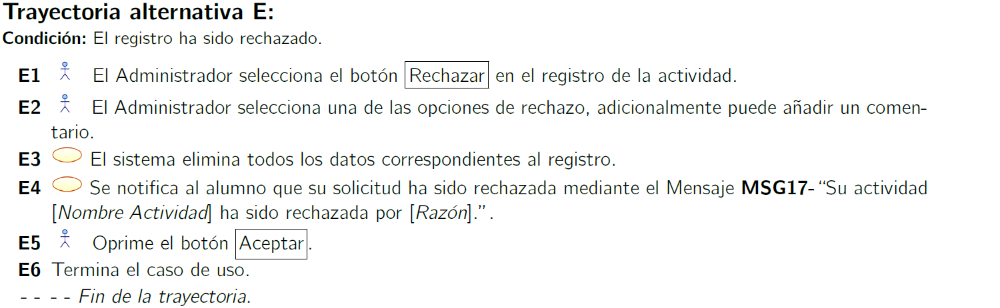 Trayectoria alternativa E:
Condición: El registro ha sido rechazado.
E1 El Administrador selecciona el botón Rechazar en el registro de la actividad.
E2 El Administrador selecciona una de las opciones de rechazo, adicionalmente puede añadir un comen-
tario.
E3 El sistema elimina todos los datos correspondientes al registro.
E4 Se notifica al alumno que su solicitud ha sido rechazada mediante el Mensaje MSG17-“Su actividad
[Nombre Actividad] ha sido rechazada por [Razón].”.
E5 Oprime el botón Aceptar.
E6 Termina el caso de uso.
- - - - Fin de la trayectoria.